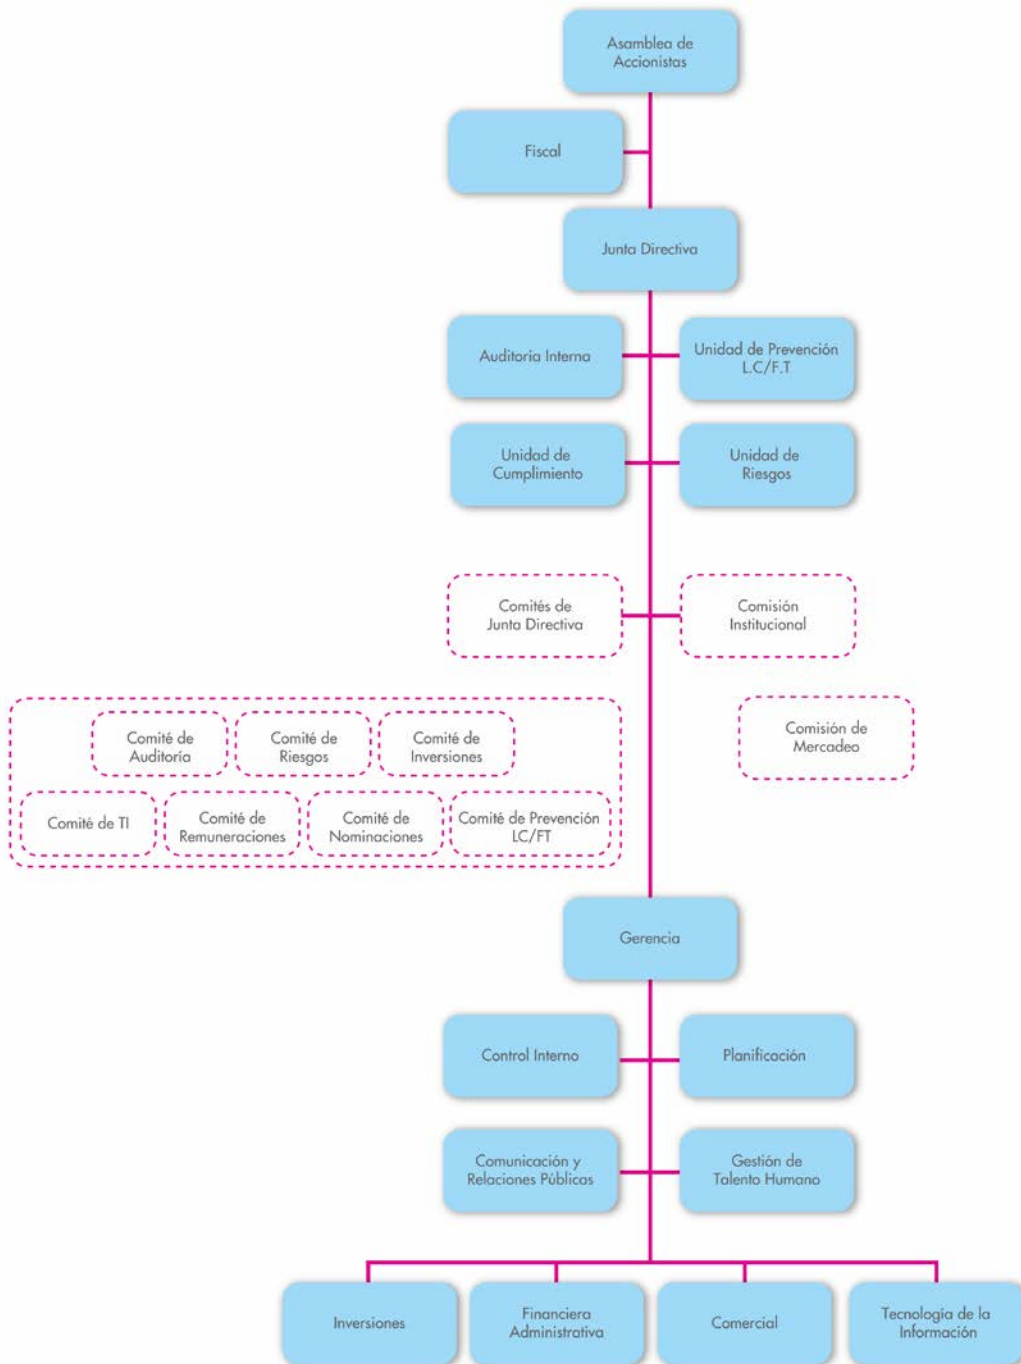 Asamblea de
Accionistas
Fiscal
Junta Directiva
Auditoría Interna
Unidad de Prevención
L.C/F.T
Unidad de
Cumplimiento
Unidad de
Riesgos
Comités de
Junta Directiva
Comisión
Institucional
Comisión de
Mercadeo
Comité de
Auditoría
Comité de
Riesgos
Comité de
Inversiones
Comité de TI
Comité de
Remuneraciones
Comité de
Nominaciones
Comité de Prevención
LC/FT
Gerencia
Control Interno
Planificación
Comunicación y
Relaciones Públicas
Gestión de
Talento Humano
Inversiones
Financiera
Administrativa
Comercial
Tecnología de la
Información